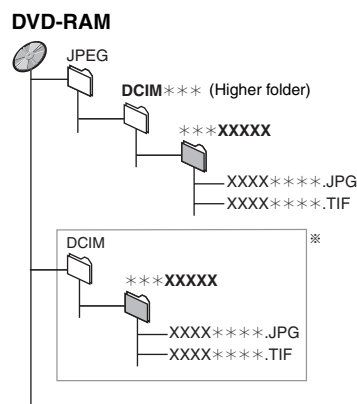 DVD-RAM
JPEG
DCIM＊＊＊ (Higher folder)
＊＊＊XXXXX
XXXX＊＊＊＊.JPG
XXXX＊＊＊＊.TIF
※
DCIM
＊＊＊XXXXX
XXXX＊＊＊＊.JPG
XXXX＊＊＊＊.TIF